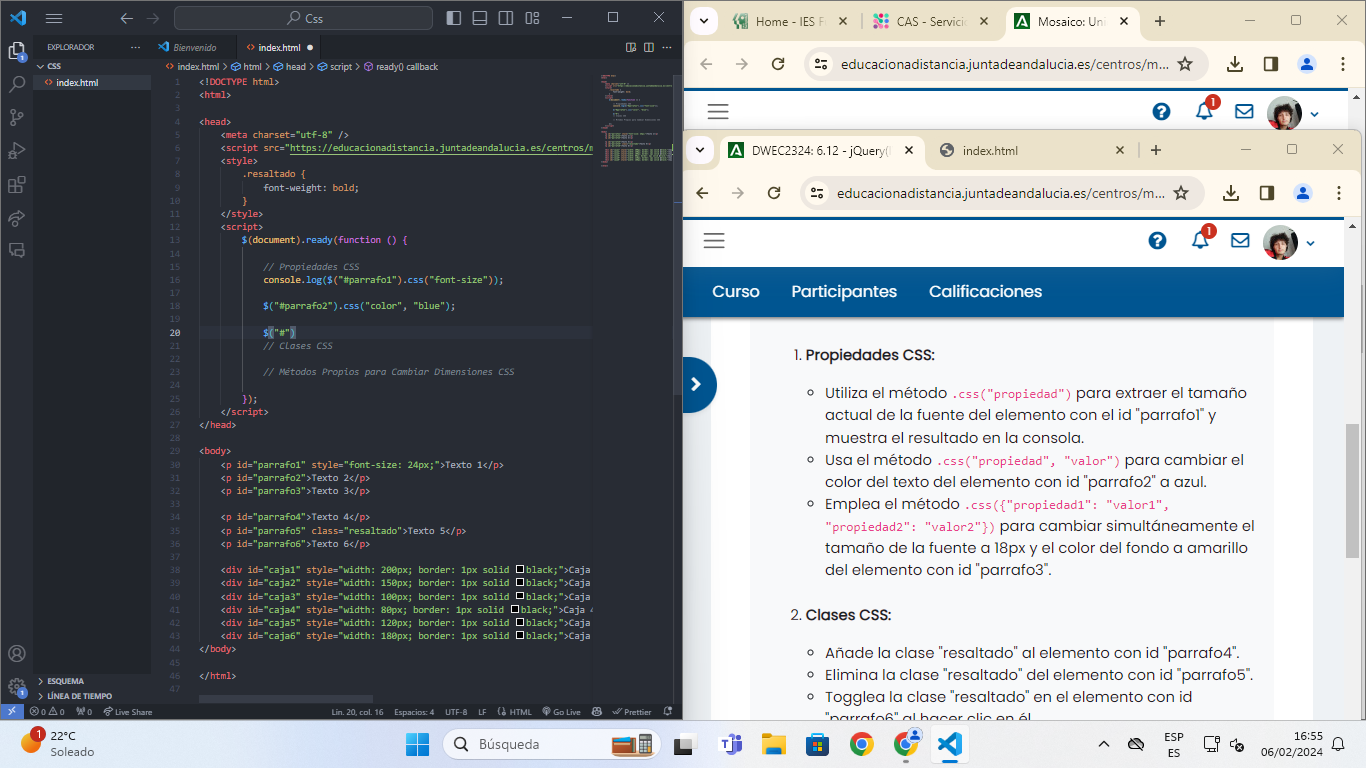 Css
EXPLORADOR
Bienvenido
index.html
CSS
index.html
index.html > html > head > script > ready() callback
1 <!DOCTYPE html>
2 <html>
3
4 <head>
5 <meta charset="utf-8" />
6 <script src="https://educacionadistancia.juntadeandalucia.es/centros/m
7 <style>
8 .resaltado {
9 font-weight: bold;
10 }
11 </style>
12 <script>
13 $(document).ready(function () {
14
15 // Propiedades CSS
16 console.log($("#parrafo1").css("font-size"));
17
18 $("#parrafo2").css("color", "blue");
19
20 $("#")
21 // Clases CSS
22
23 // Métodos Propios para Cambiar Dimensiones CSS
24
25 });
26 </script>
27 </head>
28
29 <body>
30 <p id="parrafo1" style="font-size: 24px;">Texto 1</p>
31 <p id="parrafo2">Texto 2</p>
32 <p id="parrafo3">Texto 3</p>
33
34 <p id="parrafo4">Texto 4</p>
35 <p id="parrafo5" class="resaltado">Texto 5</p>
36 <p id="parrafo6">Texto 6</p>
37
38 <div id="caja1" style="width: 200px; border: 1px solid black;">Caja
39 <div id="caja2" style="width: 150px; border: 1px solid black;">Caja
40 <div id="caja3" style="width: 100px; border: 1px solid black;">Caja
41 <div id="caja4" style="width: 80px; border: 1px solid black;">Caja 4
42 <div id="caja5" style="width: 120px; border: 1px solid black;">Caja
43 <div id="caja6" style="width: 180px; border: 1px solid black;">Caja
44 </body>
45
46 </html>
47
ESQUEMA
LÍNEA DE TIEMPO
0 0 0 Live Share
Lín. 20, col. 16 Espacios: 4 UTF-8 LF HTML Go Live Prettier
Home - IES F
CAS - Servicio
Mosaico: Uni
educacionadistancia.juntadeandalucia.es/centros/m...
1
DWEC2324: 6.12 - jQuery(
index.html
educacionadistancia.juntadeandalucia.es/centros/m...
1
Curso Participantes Calificaciones
1. Propiedades CSS:
Utiliza el método .css("propiedad") para extraer el tamaño
actual de la fuente del elemento con el id "parrafo1" y
muestra el resultado en la consola.
Usa el método .css("propiedad", "valor") para cambiar el
color del texto del elemento con id "parrafo2" a azul.
Emplea el método .css({"propiedad1": "valor1",
"propiedad2": "valor2"}) para cambiar simultáneamente el
tamaño de la fuente a 18px y el color del fondo a amarillo
del elemento con id "parrafo3".
2. Clases CSS:
Añade la clase "resaltado" al elemento con id "parrafo4".
Elimina la clase "resaltado" del elemento con id "parrafo5".
Togglea la clase "resaltado" en el elemento con id
"parrafo6" al hacer clic en él.
1
22°C
Soleado
Búsqueda
ESP
ES
16:55
06/02/2024